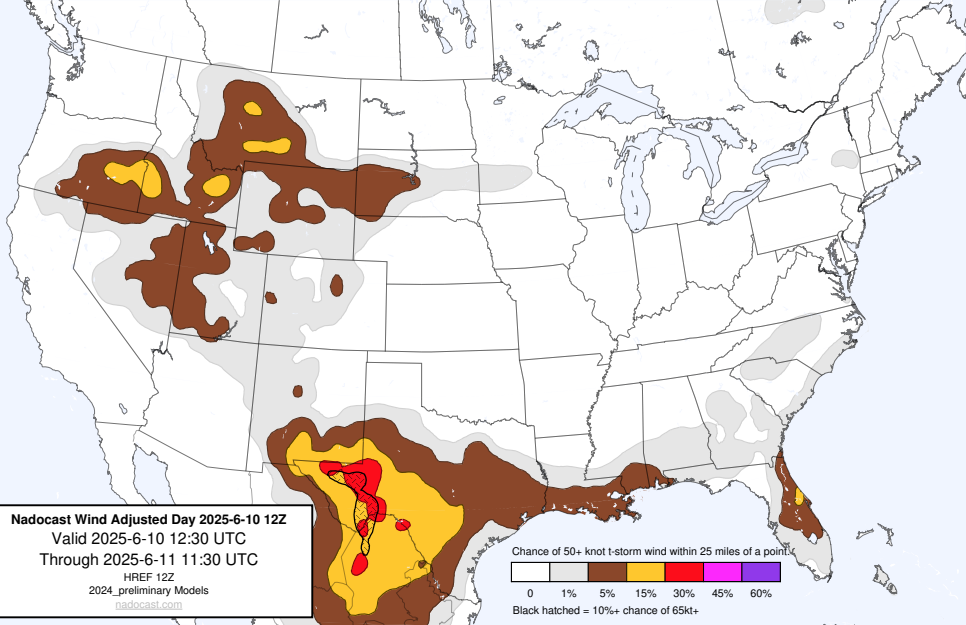 Nadocast Wind Adjusted Day 2025-6-10 12Z
Valid 2025-6-10 12:30 UTC
Through 2025-6-11 11:30 UTC
HREF 12Z
2024_preliminary Models
nadocast.com
Chance of 50+ knot t-storm wind within 25 miles of a point.
0 1% 5% 15% 30% 45% 60%
Black hatched = 10%+ chance of 65kt+